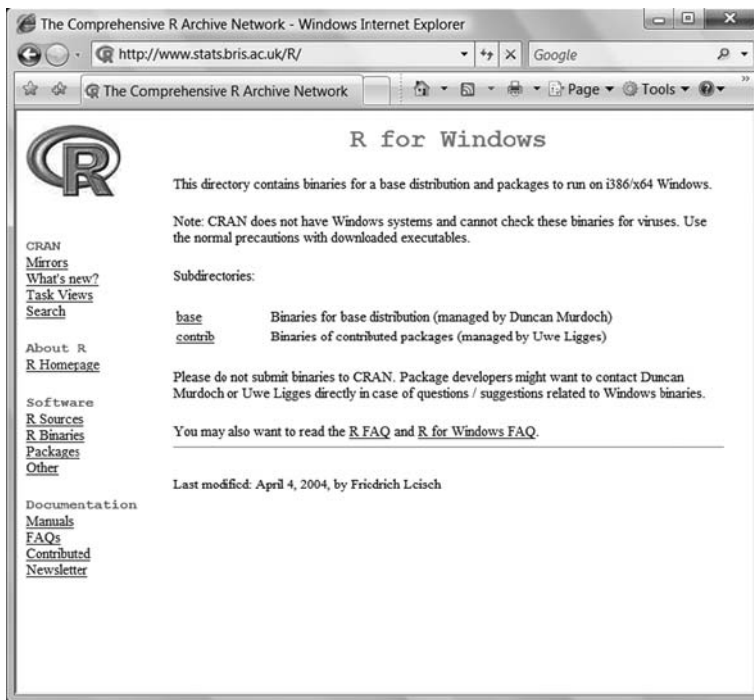 The Comprehensive R Archive Network - Windows Internet Explorer
http://www.stats.bris.ac.uk/R/
Google
The Comprehensive R Archive Network
Page
Tools
R
CRAN
Mirrors
What's new?
Task Views
Search
About R
R Homepage
Software
R Sources
R Binaries
Packages
Other
Documentation
Manuals
FAQs
Contributed
Newsletter
R for Windows
This directory contains binaries for a base distribution and packages to run on i386/x64 Windows.
Note: CRAN does not have Windows systems and cannot check these binaries for viruses. Use
the normal precautions with downloaded executables.
Subdirectories:
base Binaries for base distribution (managed by Duncan Murdoch)
contrib Binaries of contributed packages (managed by Uwe Ligges)
Please do not submit binaries to CRAN. Package developers might want to contact Duncan
Murdoch or Uwe Ligges directly in case of questions / suggestions related to Windows binaries.
You may also want to read the R FAQ and R for Windows FAQ.
Last modified: April 4, 2004, by Friedrich Leisch